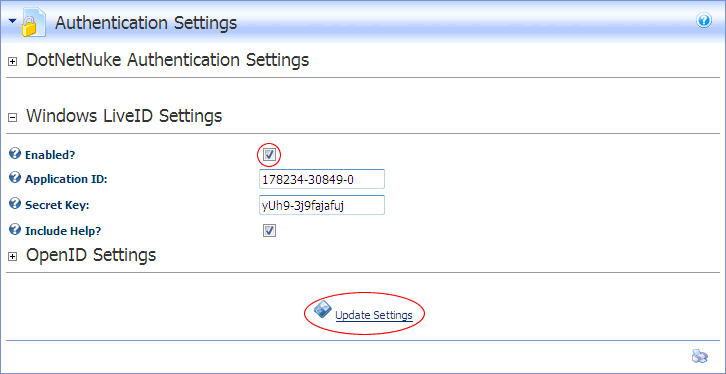 Authentication Settings
DotNetNuke Authentication Settings
Windows LiveID Settings
Enabled?
Application ID: 178234-30849-0
Secret Key: yUh9-3j9fajafuj
Include Help?
OpenID Settings
Update Settings